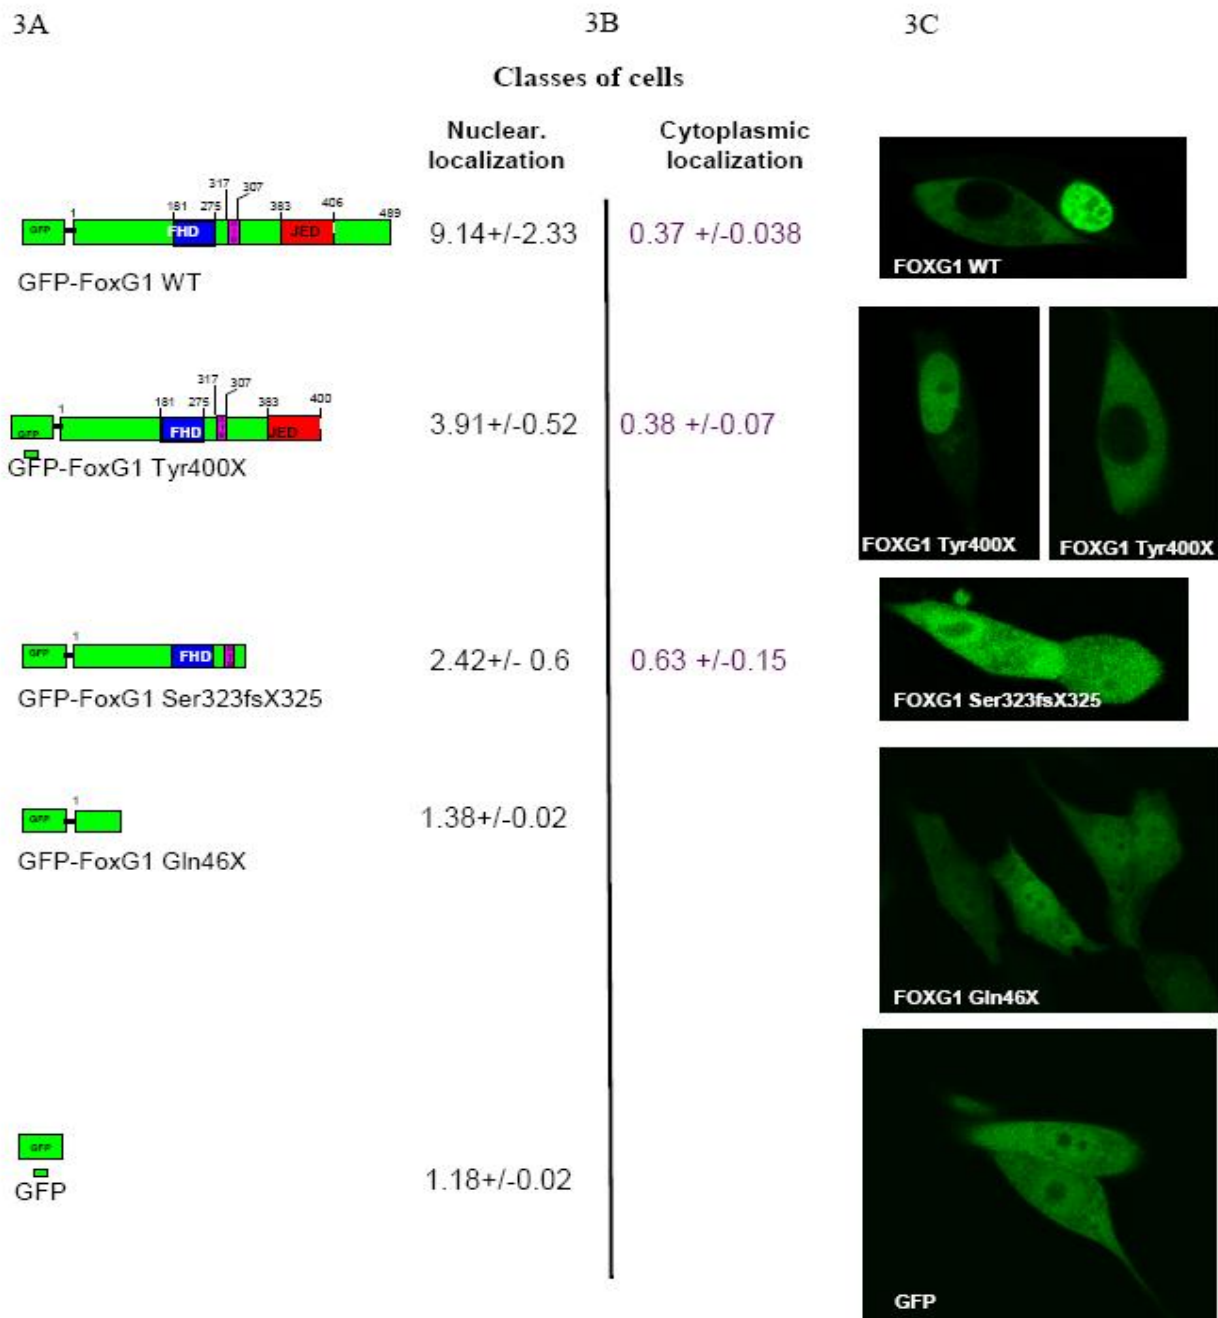 3A
3B
3C
Classes of cells
Nuclear.
localization
Cytoplasmic
localization
317
307
1
181
275
383
406
489
GFP
FHD
JED
GFP-FoxG1 WT
9.14+/-2.33
0.37 +/-0.038
FOXG1 WT
317
307
1
181
275
383
400
GFP
FHD
JED
GFP-FoxG1 Tyr400X
3.91+/-0.52
0.38 +/-0.07
FOXG1 Tyr400X
FOXG1 Tyr400X
1
GFP
FHD
GFP-FoxG1 Ser323fsX325
2.42+/- 0.6
0.63 +/-0.15
FOXG1 Ser323fsX325
1
GFP
GFP-FoxG1 Gln46X
1.38+/-0.02
FOXG1 Gln46X
GFP
GFP
1.18+/-0.02
GFP